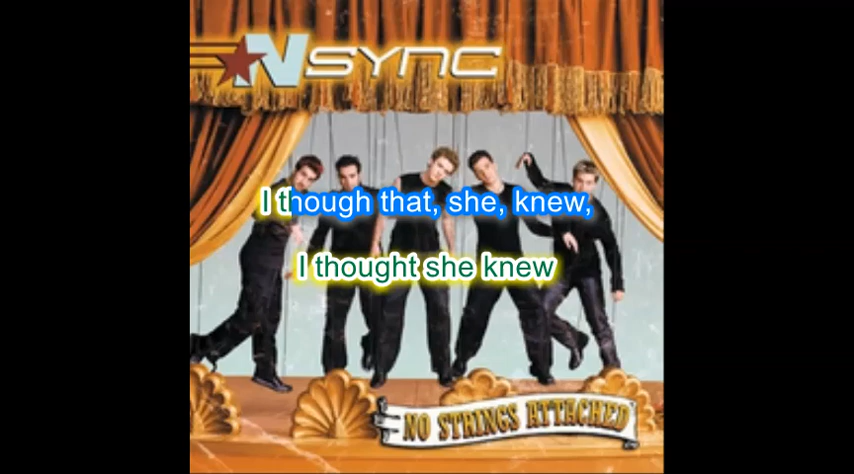 NSYNC
I though that, she, knew,
I thought she knew
NO STRINGS ATTACHED